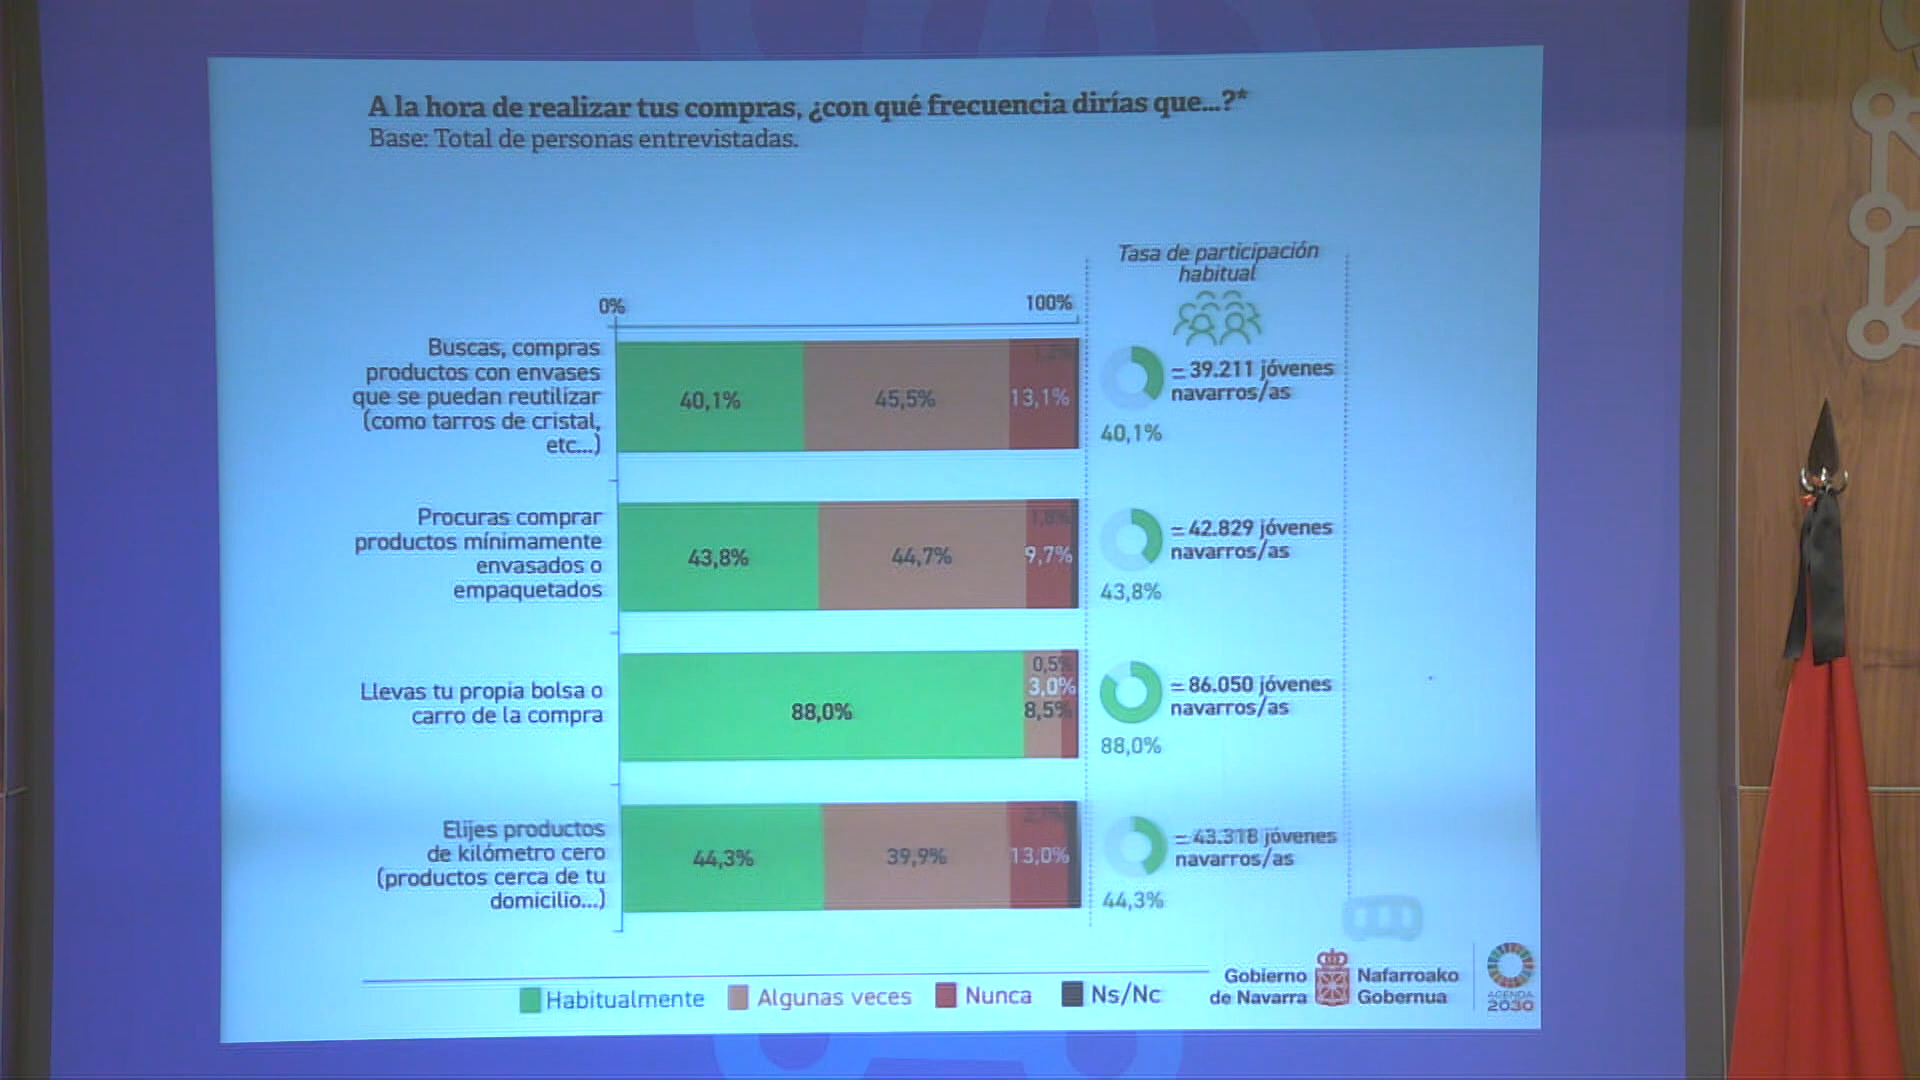 A la hora de realizar tus compras, ¿con qué frecuencia dirías que...?*
Base: Total de personas entrevistadas.
Tasa de participación
habitual
0%
100%
Buscas, compras
productos con envases
que se puedan reutilizar
(como tarros de cristal,
etc...)
40,1%
45,5%
13,1%
= 39.211 jóvenes
navarros/as
40,1%
Procuras comprar
productos mínimamente
envasados o
empaquetados
43,8%
44,7%
1,8%
9,7%
= 42.829 jóvenes
navarros/as
43,8%
Llevas tu propia bolsa o
carro de la compra
88,0%
0,5%
3,0%
8,5%
= 86.050 jóvenes
navarros/as
88,0%
Elijes productos
de kilómetro cero
(productos cerca de tu
domicilio...)
44,3%
39,9%
13,0%
= 43.318 jóvenes
navarros/as
44,3%
Habitualmente
Algunas veces
Nunca
Ns/Nc
Gobierno
de Navarra
Nafarroako
Gobernua
AGENDA
2030